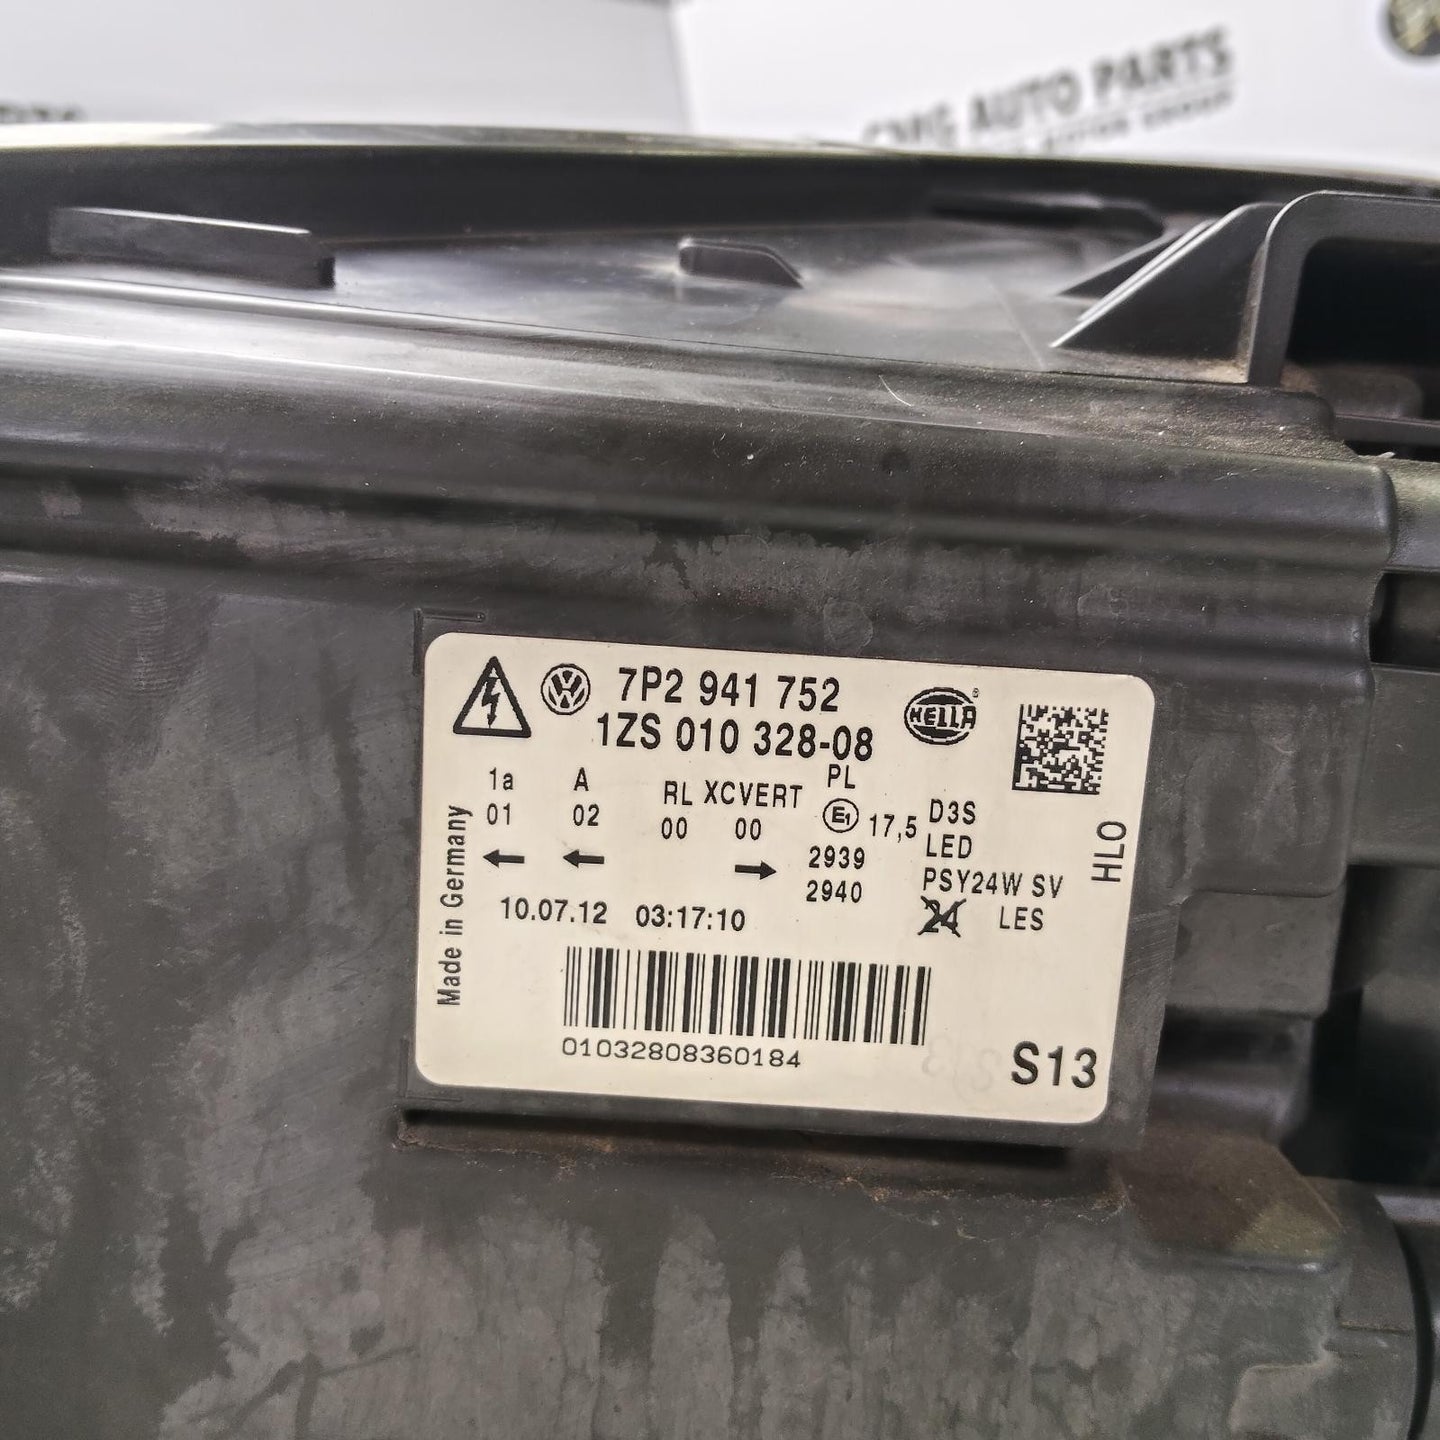 AUTO PARTS
7P2 941 752
1ZS 010 328-08
HELLA
1a A RL XCVERT PL
01 02 00 00 E1 17,5 D3S
2939 LED
2940 PSY24W SV
24 LES
10.07.12 03:17:10
Made in Germany
HLO
01032808360184
S13